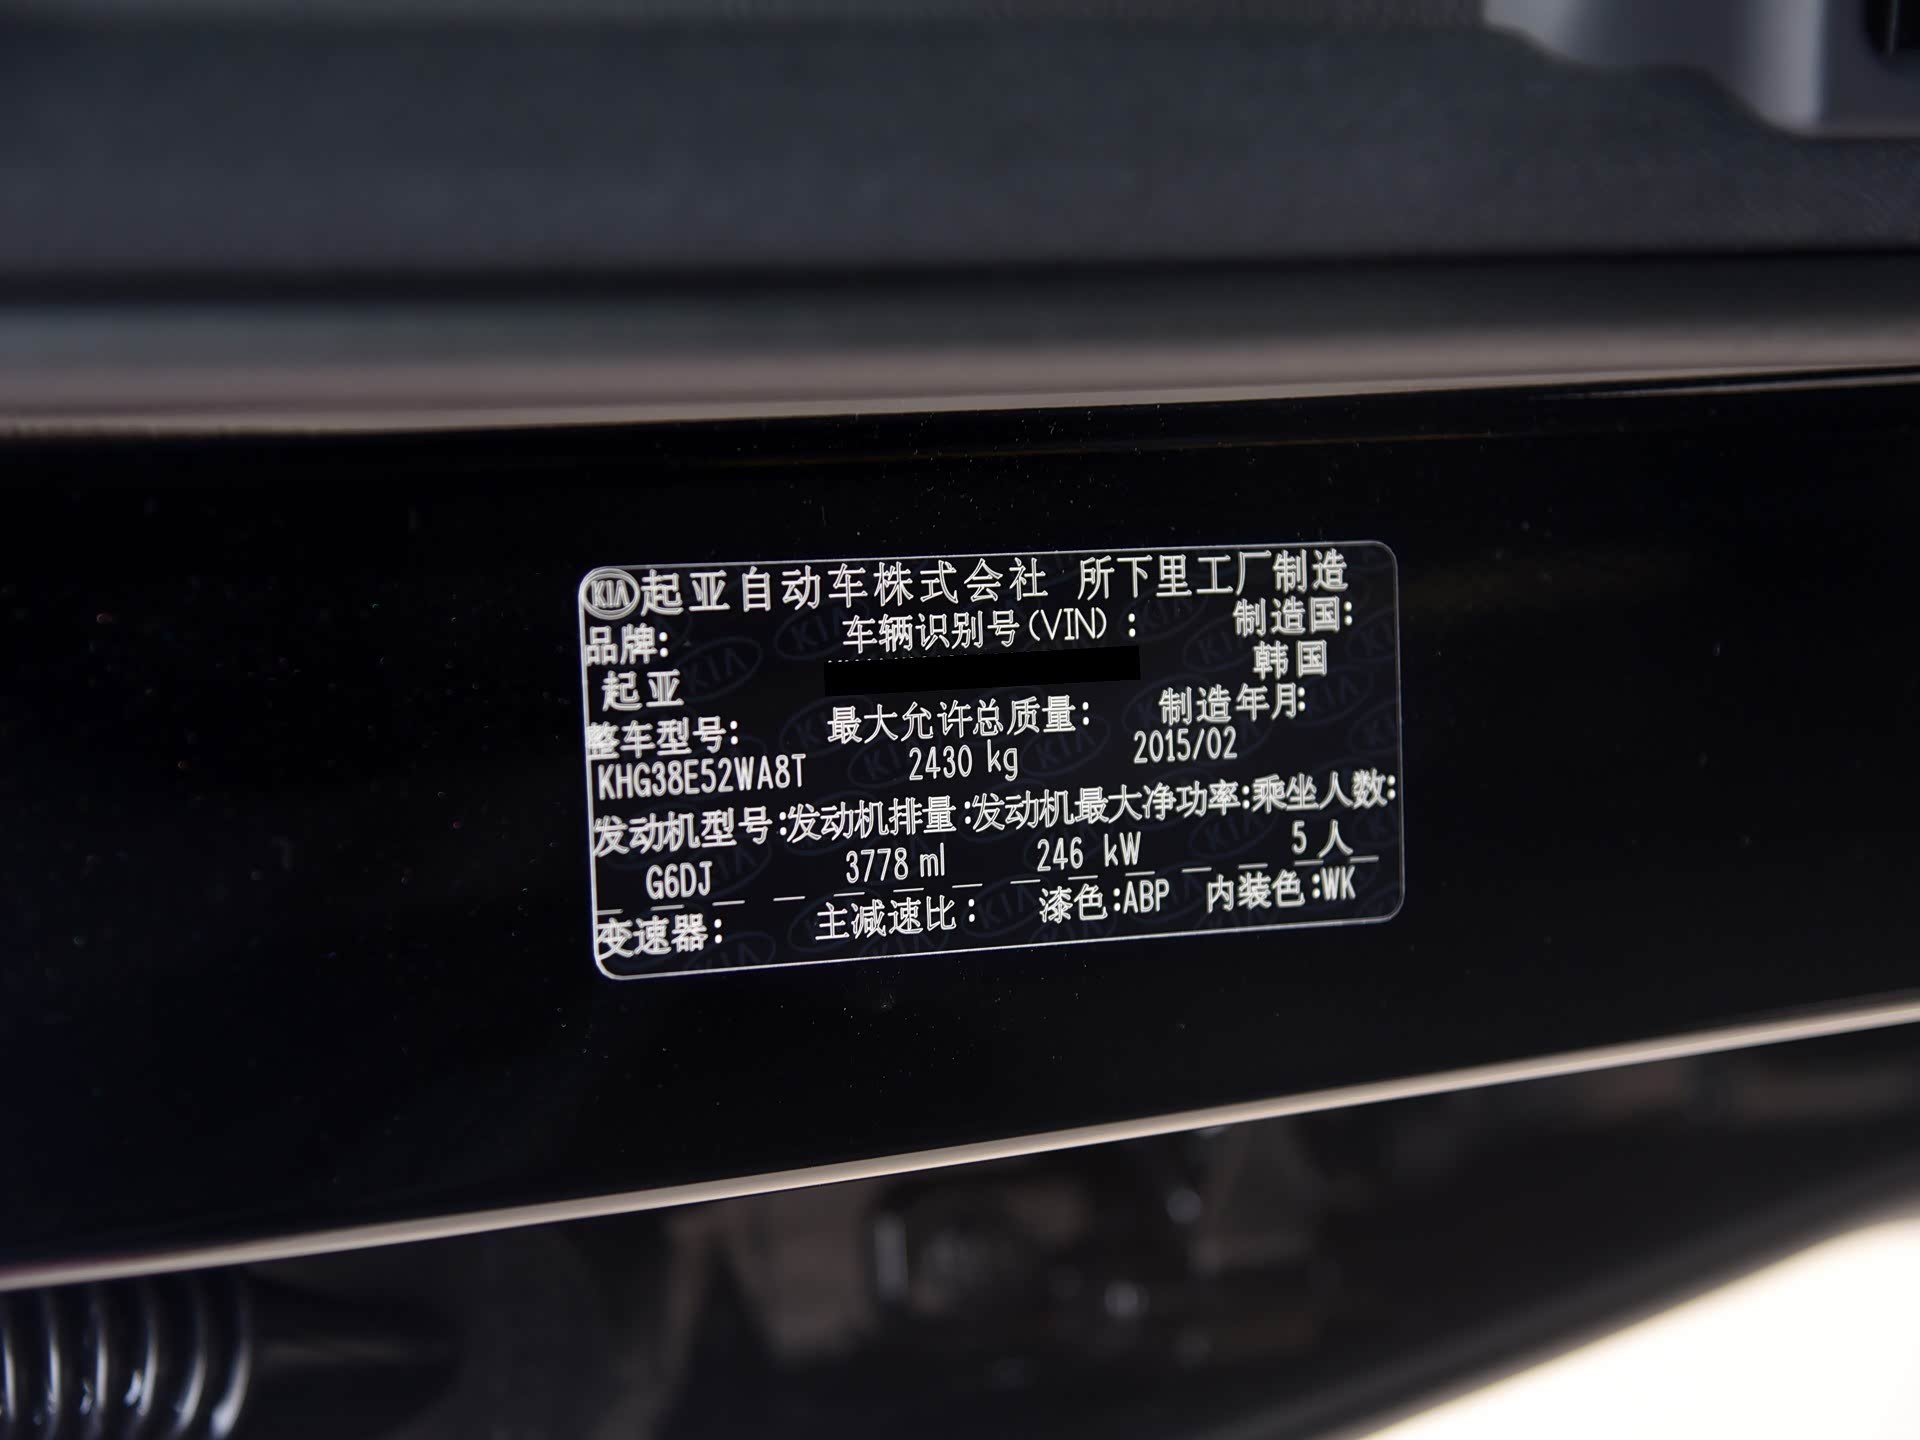 KIA 起亚自动车株式会社 所下里工厂制造
品牌: 车辆识别号(VIN): 制造国:
起亚 韩国
整车型号: 最大允许总质量: 制造年月:
KHG38E52WA8T 2430 kg 2015/02
发动机型号:发动机排量:发动机最大净功率:乘坐人数:
G6DJ 3778 ml 246 kW 5人
变速器: 主减速比: 漆色:ABP 内装色:WK